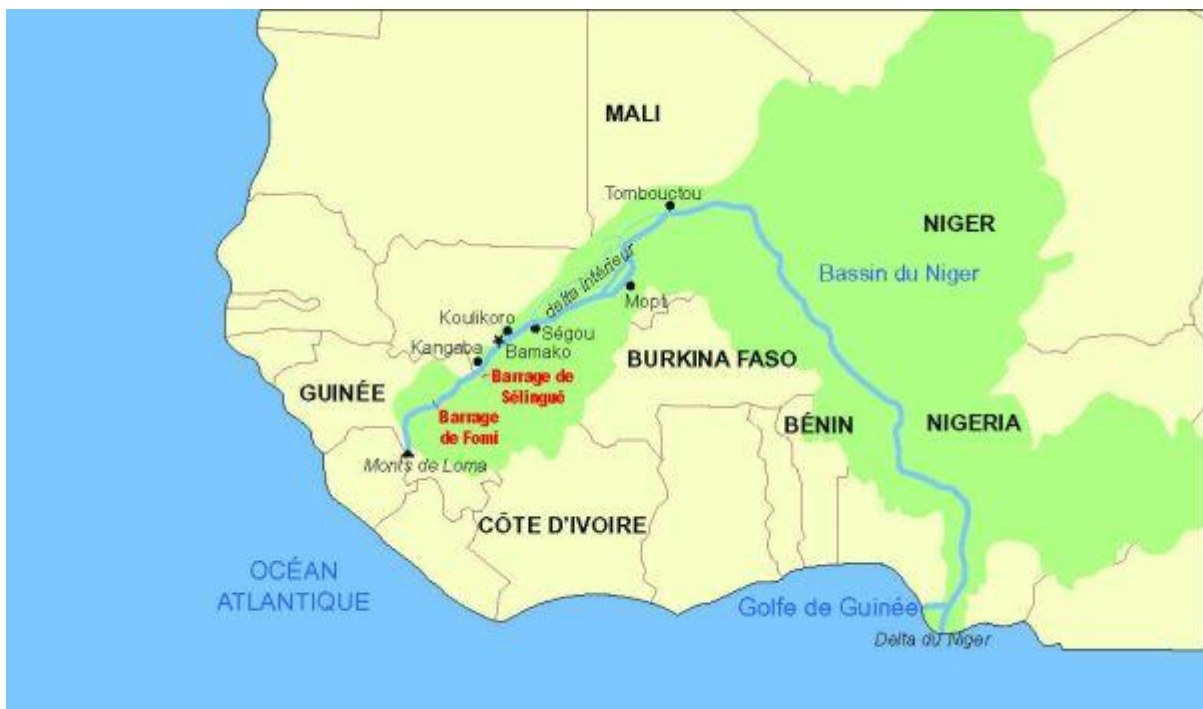 MALI
Tombouctou
NIGER
Bassin du Niger
delta intérieur
Mopti
Koulikoro
Ségou
Kangaba
Bamako
BURKINA FASO
Barrage de
Sélingué
GUINÉE
Barrage
de Fomi
BÉNIN
NIGERIA
Monts de Loma
CÔTE D'IVOIRE
OCÉAN
ATLANTIQUE
Golfe de Guinée
Delta du Niger